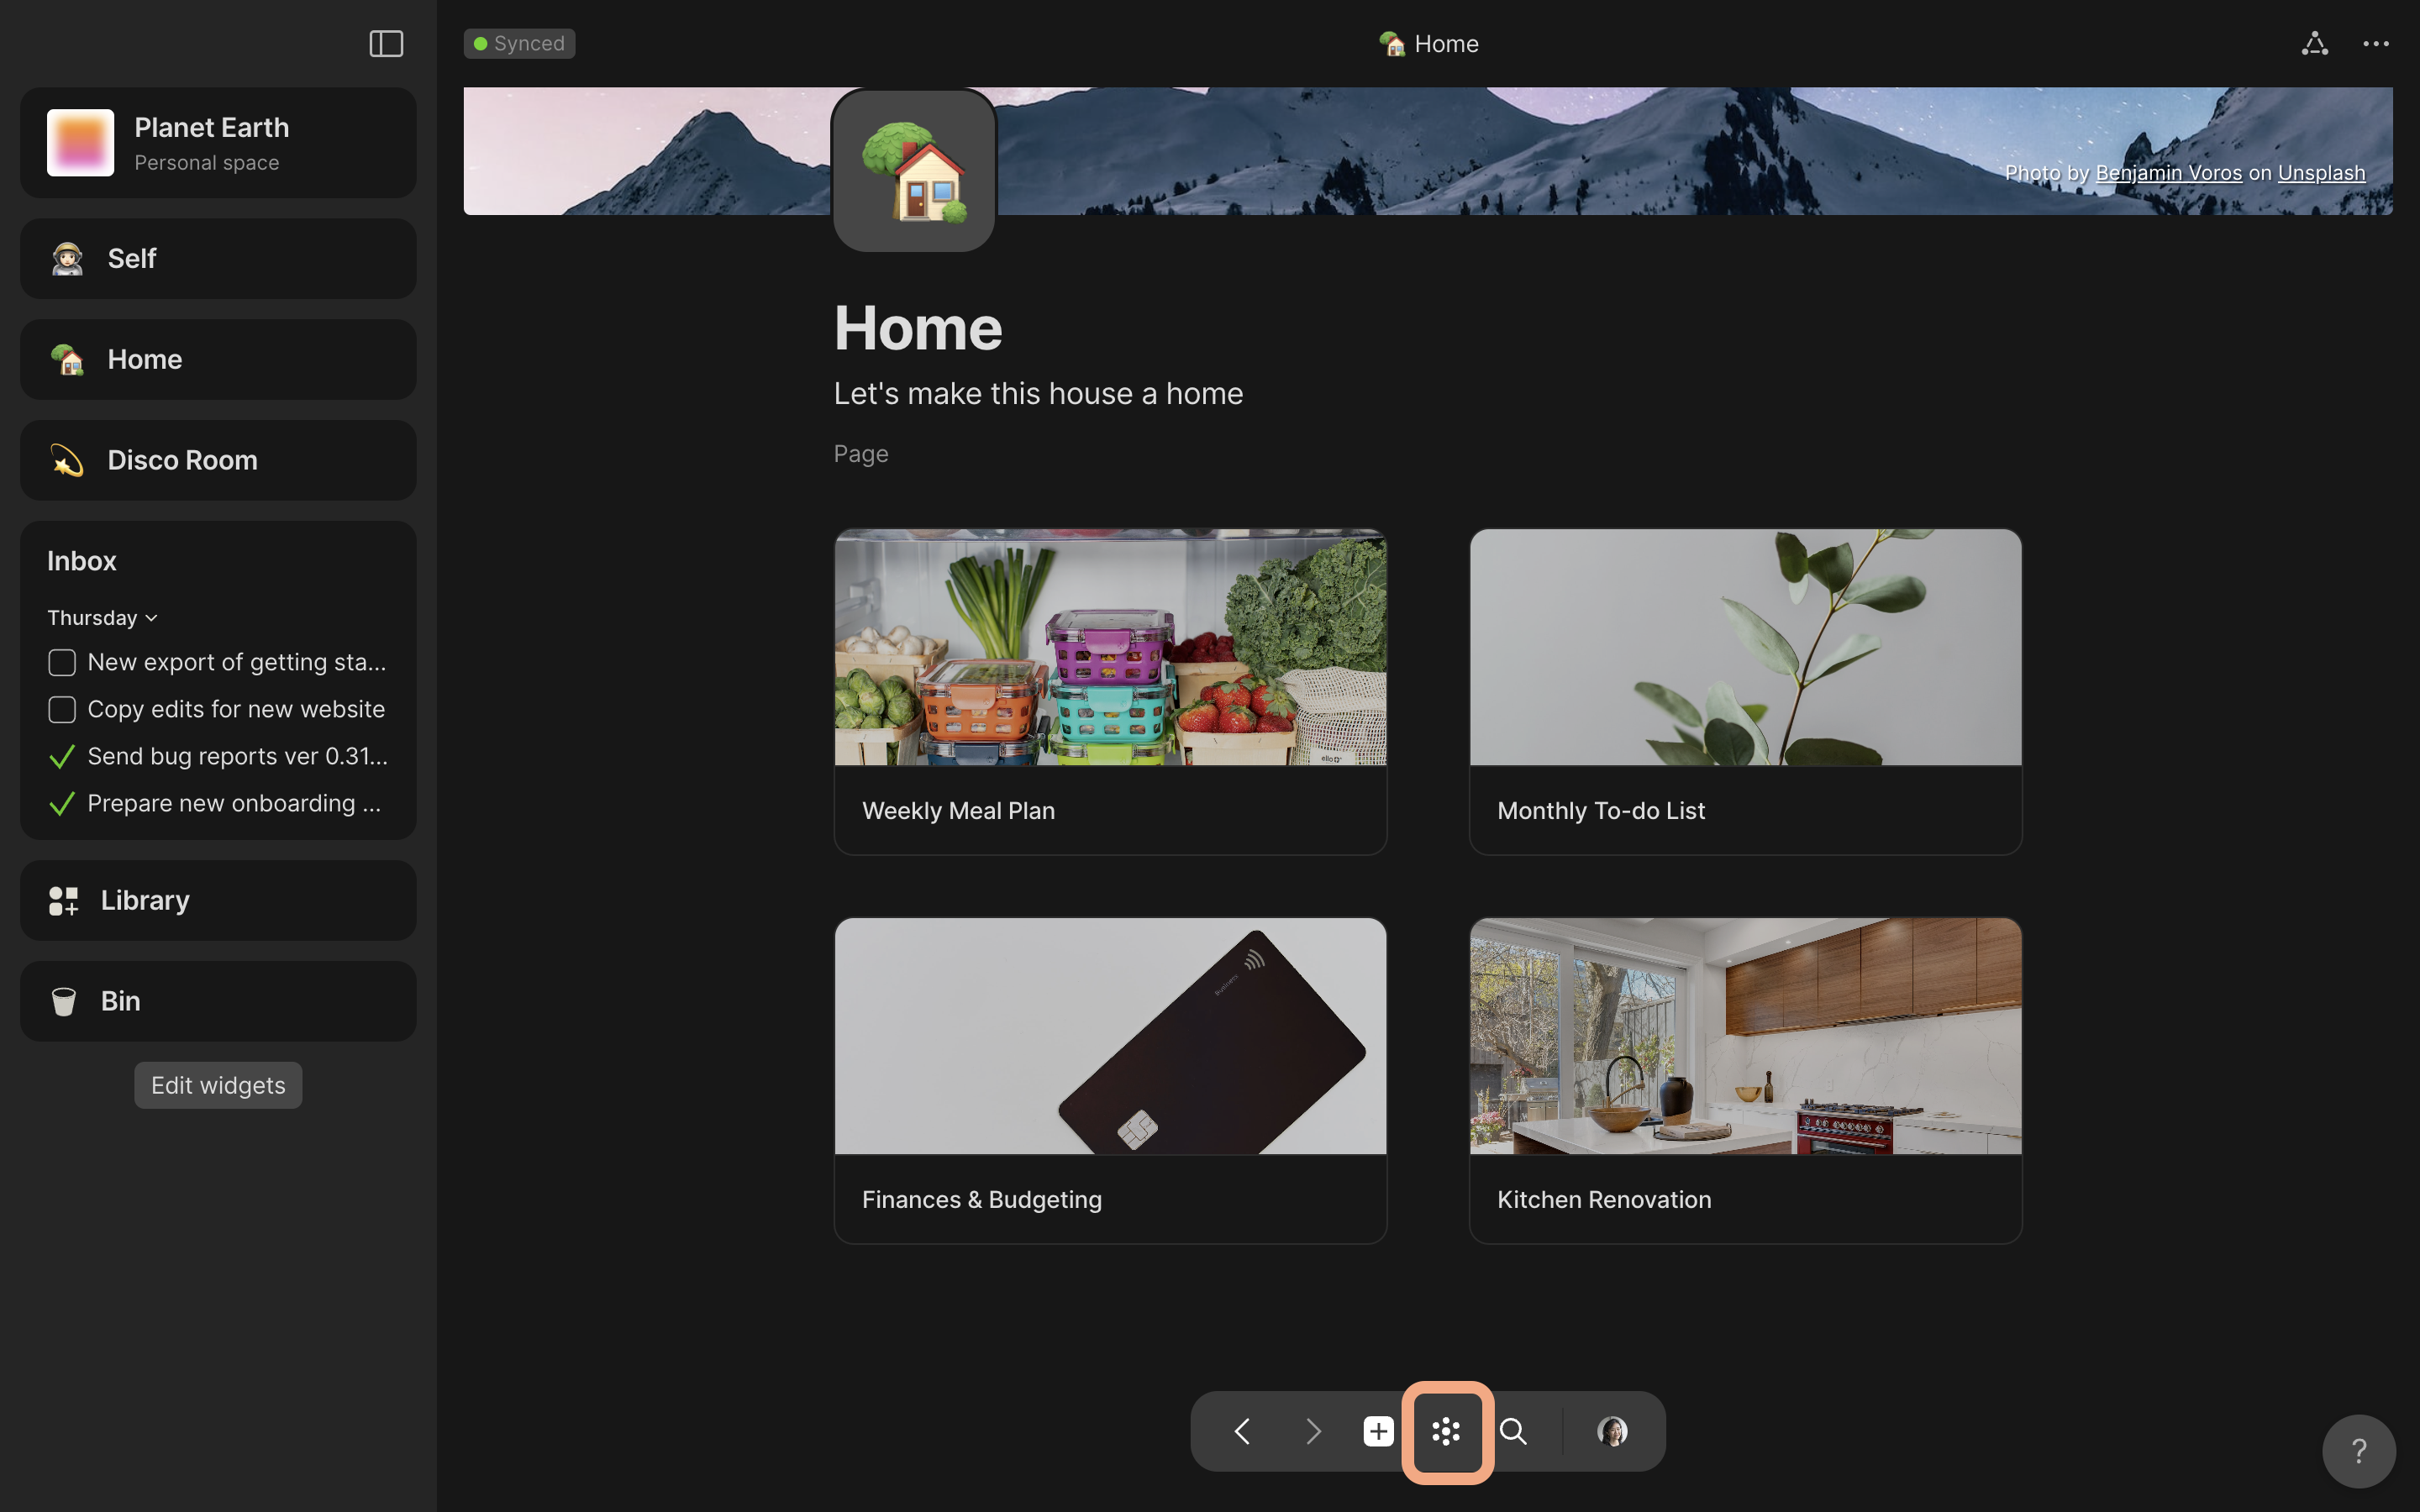 Synced
Home
Planet Earth
Personal space
Self
Home
Disco Room
Inbox
Thursday
New export of getting sta...
Copy edits for new website
Send bug reports ver 0.31...
Prepare new onboarding ...
Library
Bin
Edit widgets
Photo by Benjamin Voros on Unsplash
Home
Let's make this house a home
Page
ello
Weekly Meal Plan
Monthly To-do List
Business
Finances & Budgeting
Kitchen Renovation
?